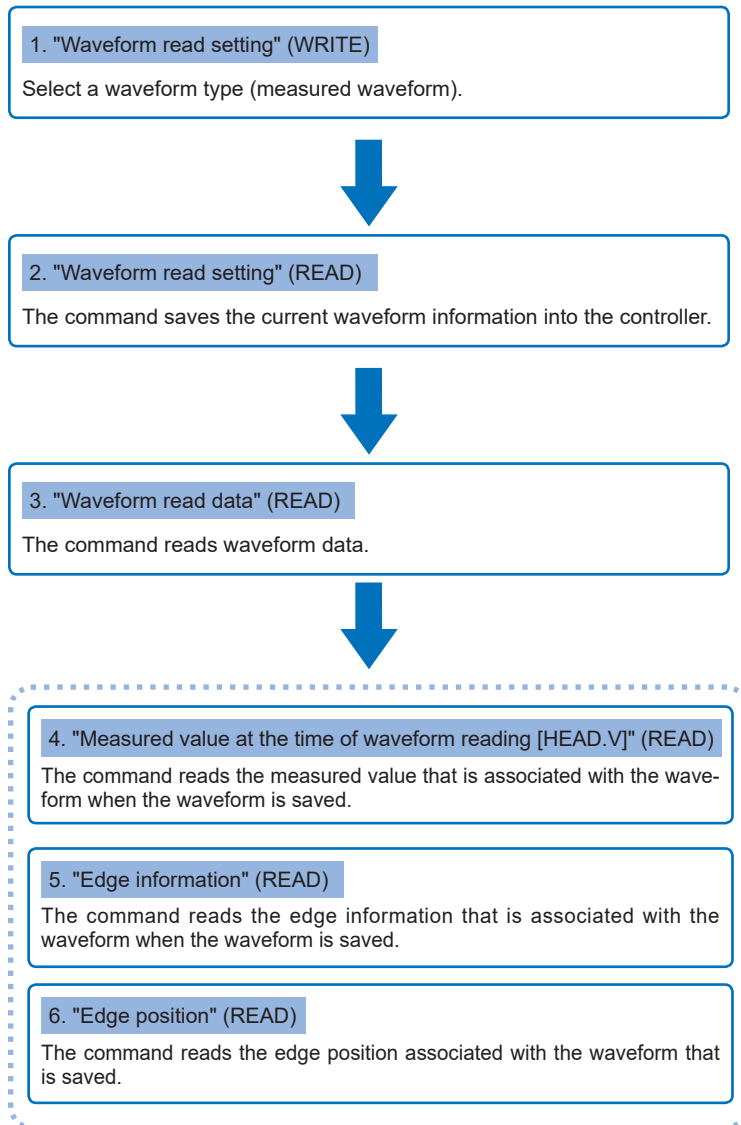 1. "Waveform read setting" (WRITE)
Select a waveform type (measured waveform).
2. "Waveform read setting" (READ)
The command saves the current waveform information into the controller.
3. "Waveform read data" (READ)
The command reads waveform data.
4. "Measured value at the time of waveform reading [HEAD.V]" (READ)
The command reads the measured value that is associated with the wave-
form when the waveform is saved.
5. "Edge information" (READ)
The command reads the edge information that is associated with the
waveform when the waveform is saved.
6. "Edge position" (READ)
The command reads the edge position associated with the waveform that
is saved.